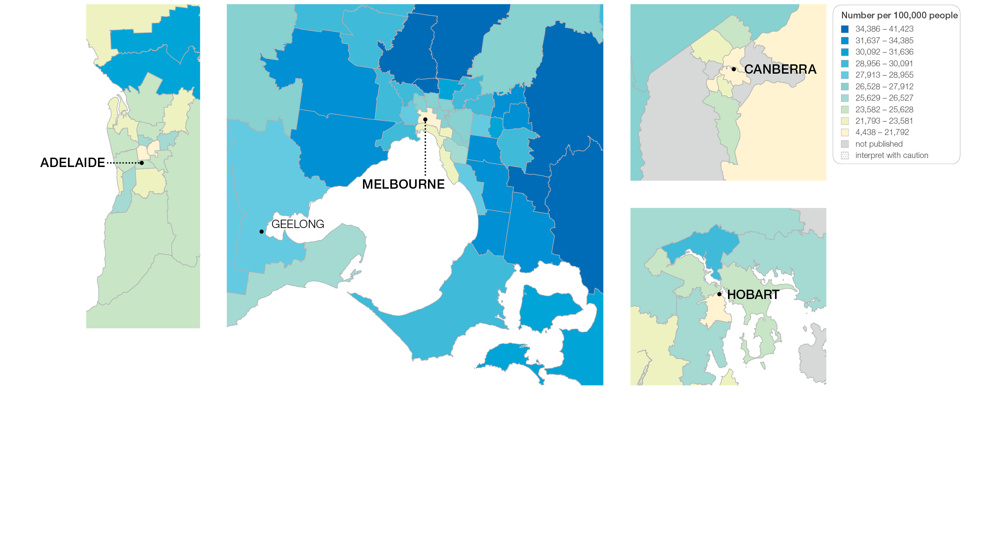 Number per 100,000 people
34,386 – 41,423
31,637 – 34,385
30,092 – 31,636
28,956 – 30,091
27,913 – 28,955
26,528 – 27,912
25,629 – 26,527
23,582 – 25,628
21,793 – 23,581
4,438 – 21,792
not published
interpret with caution
CANBERRA
ADELAIDE
MELBOURNE
GEELONG
HOBART